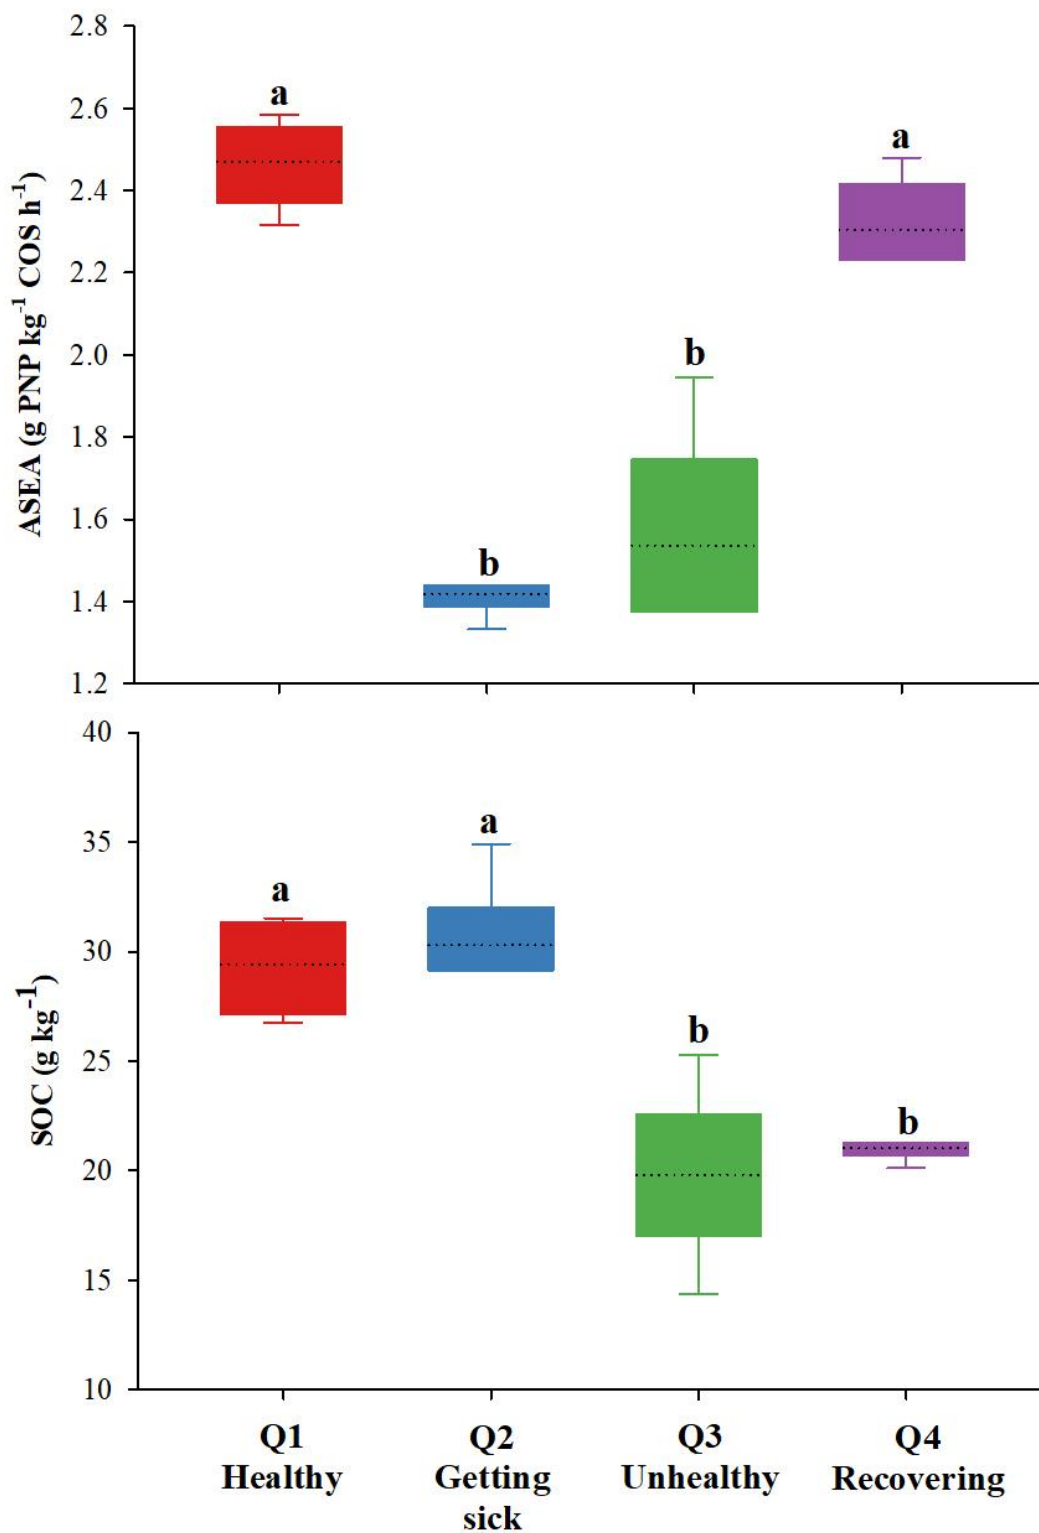 2.8
2.6
2.4
2.2
2.0
1.8
1.6
1.4
1.2
ASEA (g PNP kg⁻¹ COS h⁻¹)
a
b
b
a
40
35
30
25
20
15
10
SOC (g kg⁻¹)
a
a
b
b
Q1
Healthy
Q2
Getting
sick
Q3
Unhealthy
Q4
Recovering